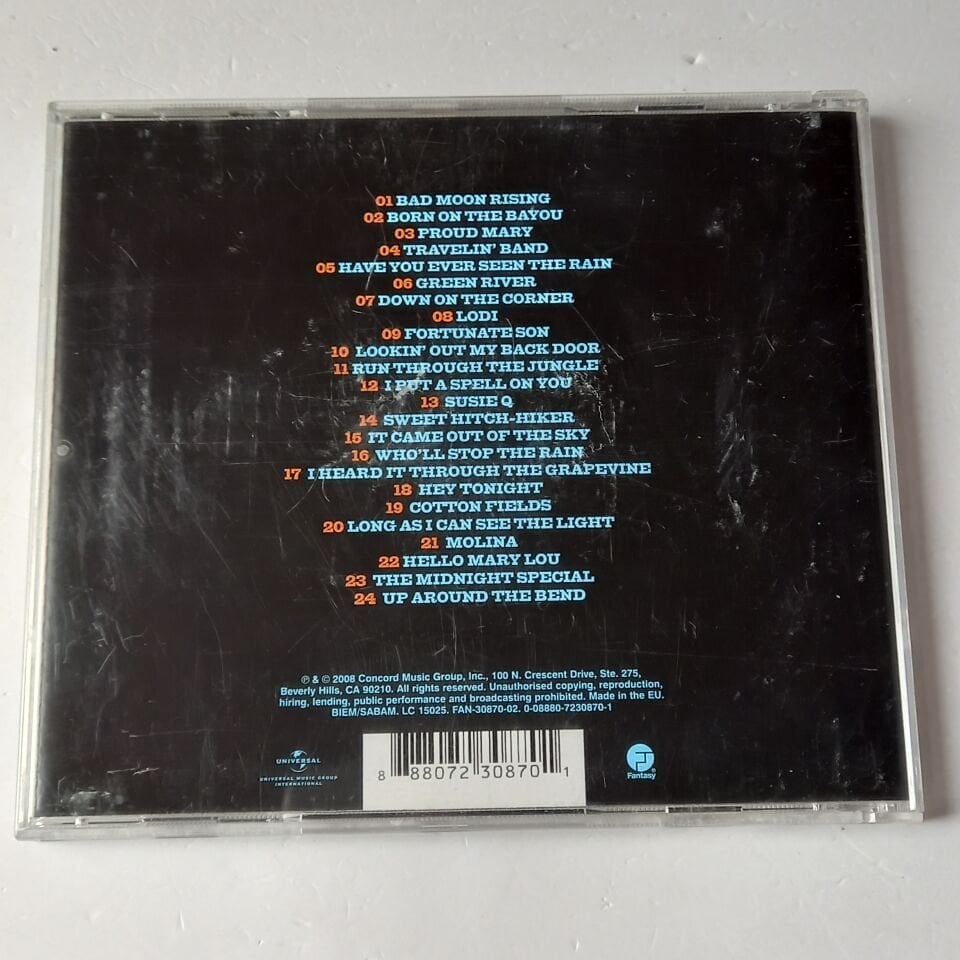 01 BAD MOON RISING
02 BORN ON THE BAYOU
03 PROUD MARY
04 TRAVELIN' BAND
05 HAVE YOU EVER SEEN THE RAIN
06 GREEN RIVER
07 DOWN ON THE CORNER
08 LODI
09 FORTUNATE SON
10 LOOKIN' OUT MY BACK DOOR
11 RUN THROUGH THE JUNGLE
12 I PUT A SPELL ON YOU
13 SUSIE Q
14 SWEET HITCH-HIKER
15 IT CAME OUT OF THE SKY
16 WHO'LL STOP THE RAIN
17 I HEARD IT THROUGH THE GRAPEVINE
18 HEY TONIGHT
19 COTTON FIELDS
20 LONG AS I CAN SEE THE LIGHT
21 MOLINA
22 HELLO MARY LOU
23 THE MIDNIGHT SPECIAL
24 UP AROUND THE BEND
℗ & © 2008 Concord Music Group, Inc., 100 N. Crescent Drive, Ste. 275,
Beverly Hills, CA 90210. All rights reserved. Unauthorised copying, reproduction,
hiring, lending, public performance and broadcasting prohibited. Made in the EU.
BIEM/SABAM. LC 15025. FAN-30870-02. 0-08880-7230870-1
UNIVERSAL
UNIVERSAL MUSIC GROUP
INTERNATIONAL
8 88072 30870 1
Fantasy